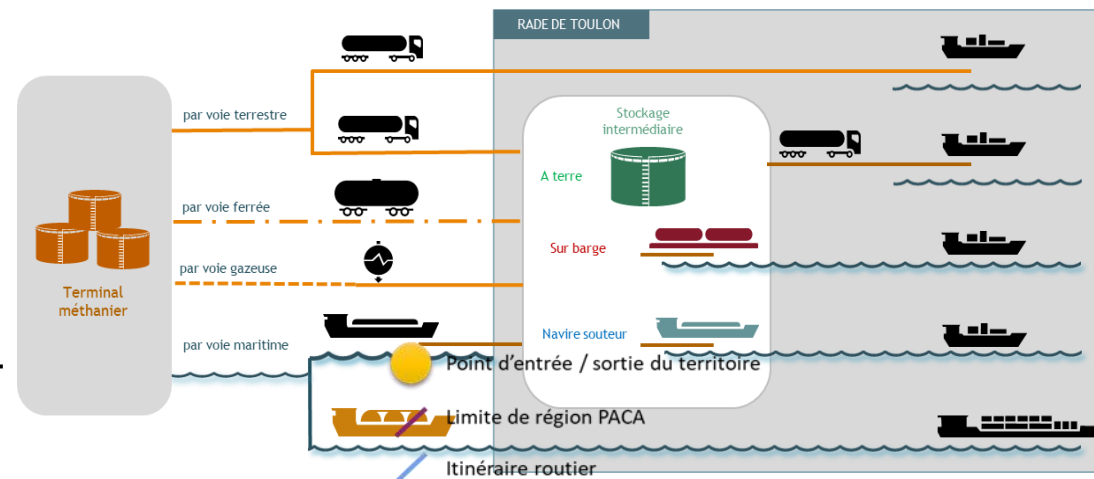 RADE DE TOULON
par voie terrestre
Stockage
intermédiaire
A terre
par voie ferrée
Sur barge
par voie gazeuse
Terminal
méthanier
Navire souteur
par voie maritime
Point d'entrée / sortie du territoire
Limite de région PACA
Itinéraire routier